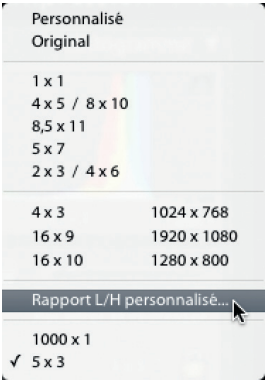 Personnalisé
Original
1 x 1
4 x 5 / 8 x 10
8,5 x 11
5 x 7
2 x 3 / 4 x 6
4 x 3 1024 x 768
16 x 9 1920 x 1080
16 x 10 1280 x 800
Rapport L/H personnalisé...
1000 x 1
✓ 5 x 3